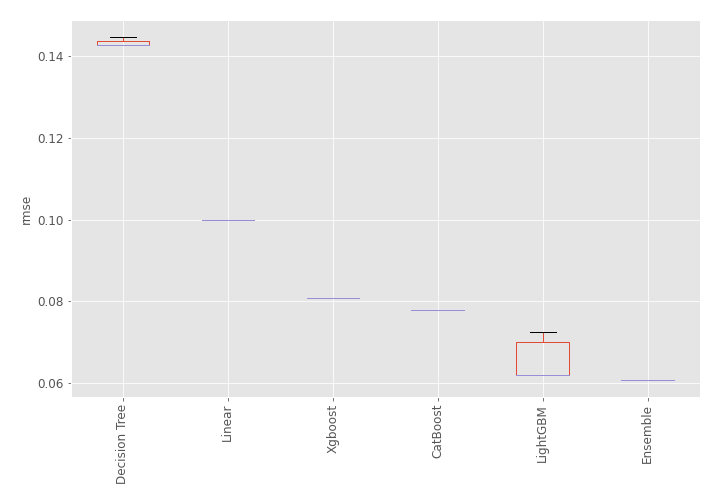 0.14
0.12
0.10
0.08
0.06
rmse
Decision Tree
Linear
Xgboost
CatBoost
LightGBM
Ensemble